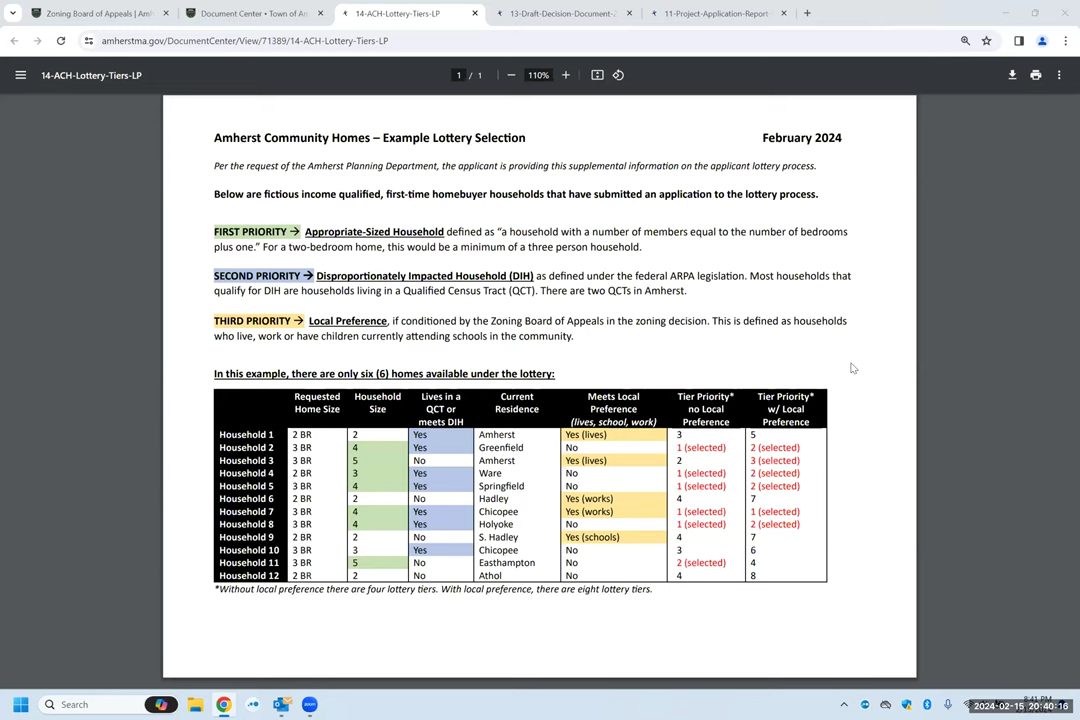 Zoning Board of Appeals | Amh
Document Center • Town of Am
14-ACH-Lottery-Tiers-LP
13-Draft-Decision-Document-
11-Project-Application-Report
amherstma.gov/DocumentCenter/View/71389/14-ACH-Lottery-Tiers-LP
14-ACH-Lottery-Tiers-LP 1 / 1 110%
Amherst Community Homes – Example Lottery Selection February 2024
Per the request of the Amherst Planning Department, the applicant is providing this supplemental information on the applicant lottery process.
Below are fictious income qualified, first-time homebuyer households that have submitted an application to the lottery process.
FIRST PRIORITY → Appropriate-Sized Household defined as “a household with a number of members equal to the number of bedrooms
plus one.” For a two-bedroom home, this would be a minimum of a three person household.
SECOND PRIORITY → Disproportionately Impacted Household (DIH) as defined under the federal ARPA legislation. Most households that
qualify for DIH are households living in a Qualified Census Tract (QCT). There are two QCTs in Amherst.
THIRD PRIORITY → Local Preference, if conditioned by the Zoning Board of Appeals in the zoning decision. This is defined as households
who live, work or have children currently attending schools in the community.
In this example, there are only six (6) homes available under the lottery:
Requested Household Lives in a Current Meets Local Tier Priority* Tier Priority*
Home Size Size QCT or Residence Preference no Local w/ Local
meets DIH (lives, school, work) Preference Preference
Household 1 2 BR 2 Yes Amherst Yes (lives) 3 5
Household 2 3 BR 4 Yes Greenfield No 1 (selected) 2 (selected)
Household 3 3 BR 5 No Amherst Yes (lives) 2 3 (selected)
Household 4 2 BR 3 Yes Ware No 1 (selected) 2 (selected)
Household 5 3 BR 4 Yes Springfield No 1 (selected) 2 (selected)
Household 6 2 BR 2 No Hadley Yes (works) 4 7
Household 7 3 BR 4 Yes Chicopee Yes (works) 1 (selected) 1 (selected)
Household 8 3 BR 4 Yes Holyoke No 1 (selected) 2 (selected)
Household 9 2 BR 2 No S. Hadley Yes (schools) 4 7
Household 10 3 BR 3 Yes Chicopee No 3 6
Household 11 3 BR 5 No Easthampton No 2 (selected) 4
Household 12 2 BR 2 No Athol No 4 8
*Without local preference there are four lottery tiers. With local preference, there are eight lottery tiers.
Search
8:41 PM
2024-02-15 20:40:16